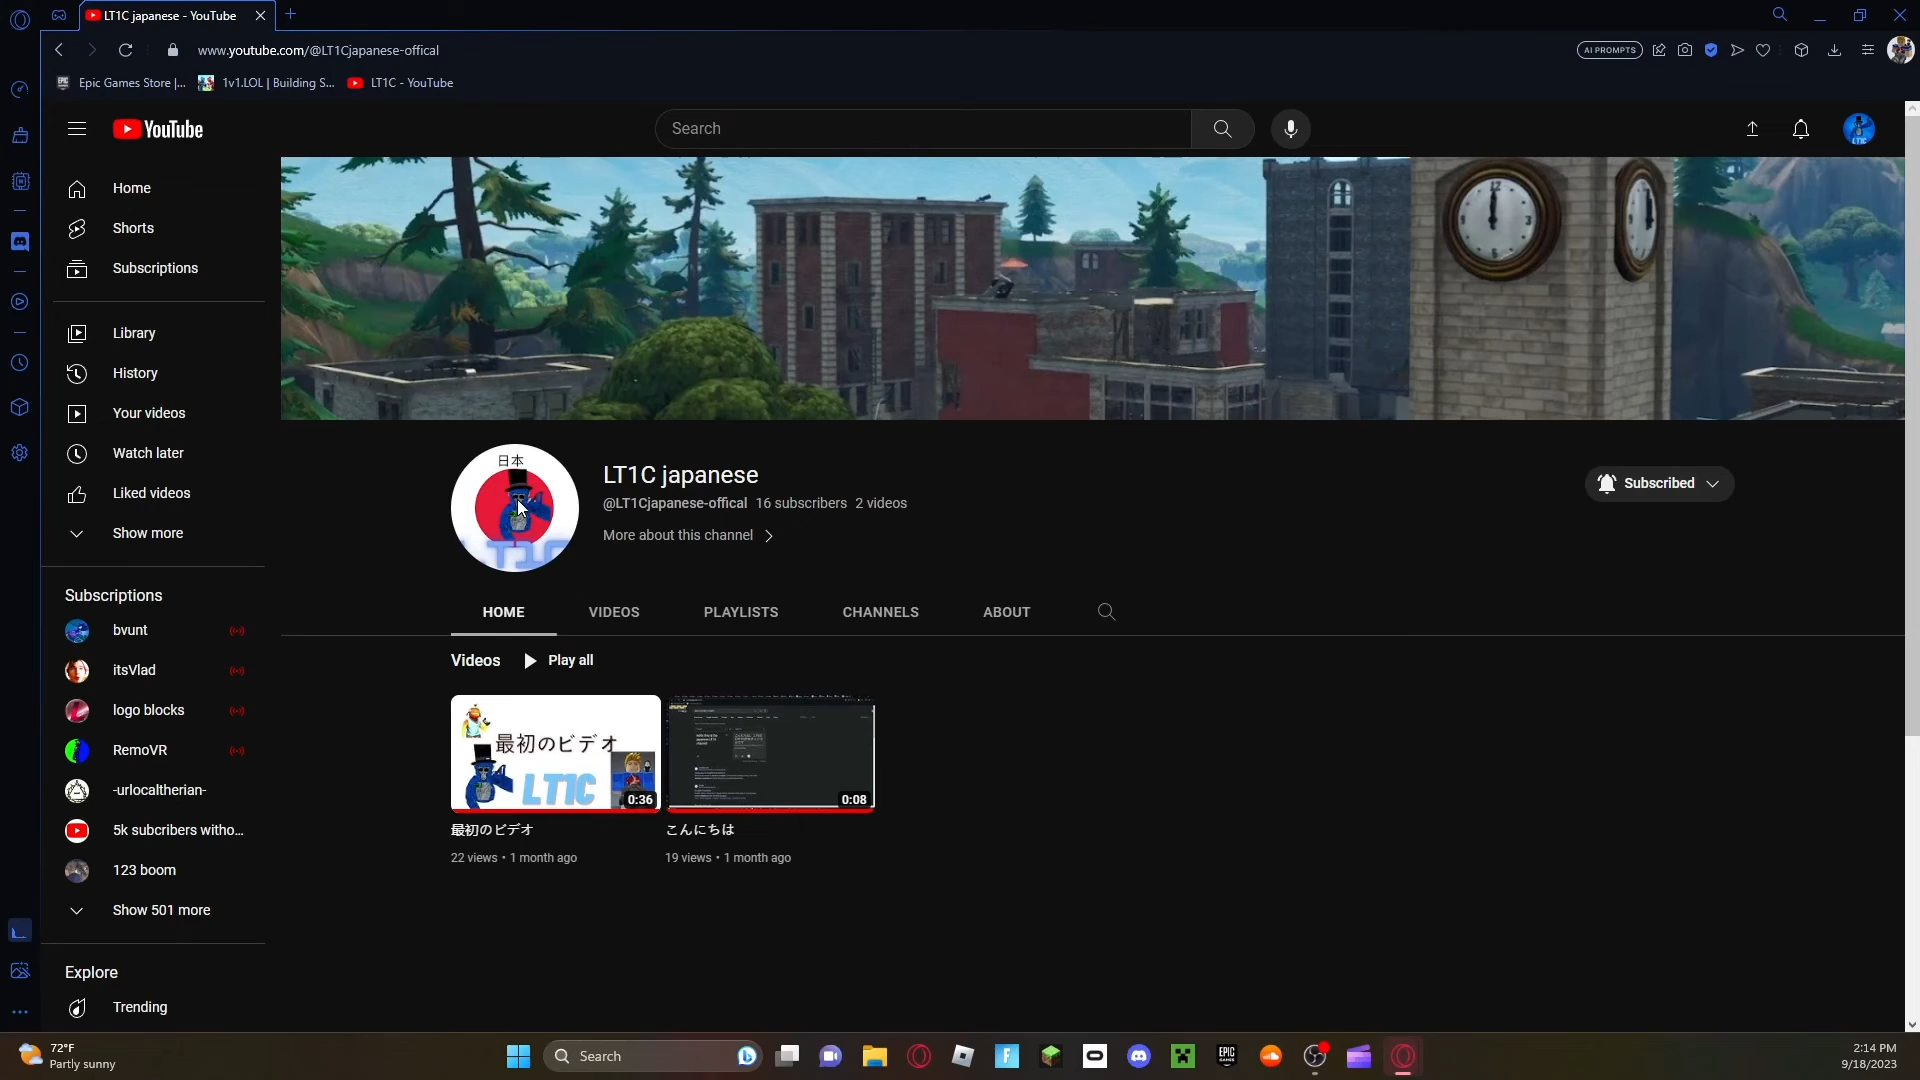 LT1C japanese - YouTube
www.youtube.com/@LT1Cjapanese-offical
AI PROMPTS
Epic Games Store |...
1v1.LOL | Building S...
LT1C - YouTube
YouTube
Search
LT1C
Home
Shorts
Subscriptions
Library
History
Your videos
Watch later
Liked videos
Show more
Subscriptions
bvunt
itsVlad
logo blocks
RemoVR
-urlocaltherian-
5k subcribers witho...
123 boom
Show 501 more
Explore
Trending
日本
LT1C
LT1C japanese
@LT1Cjapanese-offical 16 subscribers 2 videos
More about this channel
Subscribed
HOME VIDEOS PLAYLISTS CHANNELS ABOUT
Videos Play all
最初のビデオ
LT1C
0:36
0:08
最初のビデオ
22 views • 1 month ago
こんにちは
19 views • 1 month ago
72°F
Partly sunny
Search
EPIC
GAMES
2:14 PM
9/18/2023